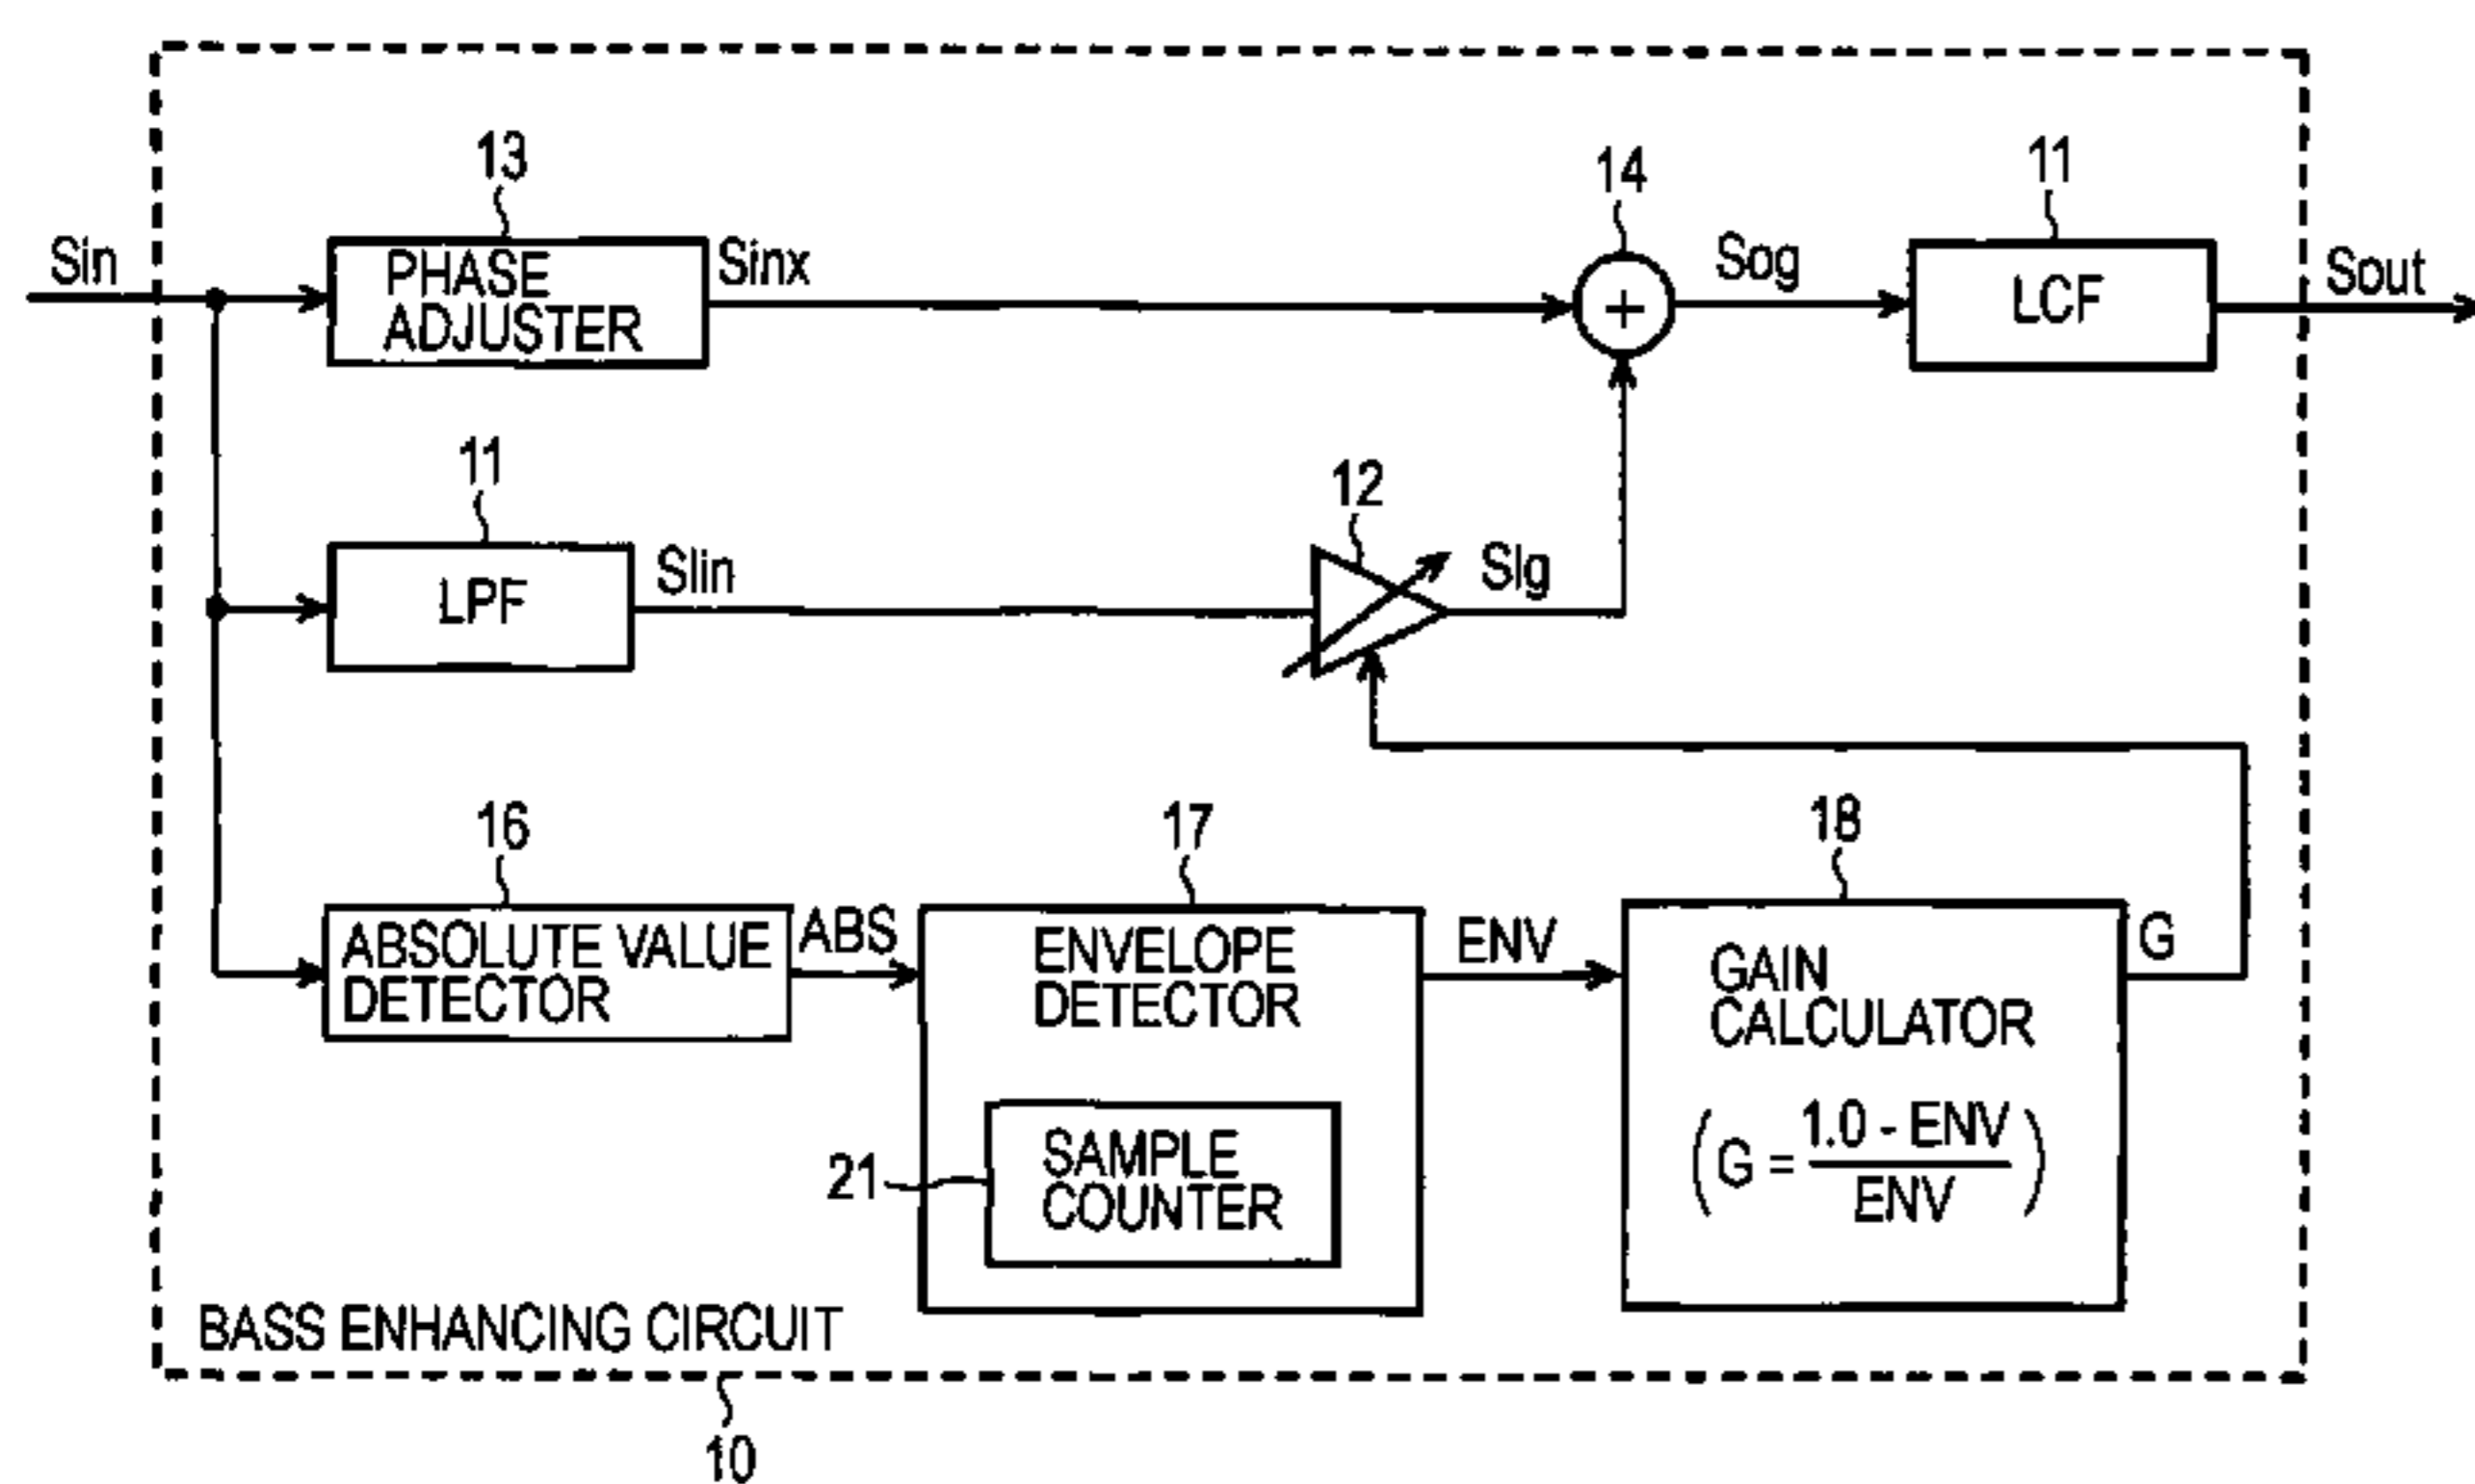 13
14
11
Sin
PHASE
ADJUSTER
Sinx
+
Sog
LCF
Sout
11
12
LPF
Slin
Slg
16
17
18
ABSOLUTE VALUE
DETECTOR
ABS
ENVELOPE
DETECTOR
ENV
GAIN
CALCULATOR
G
21
SAMPLE
COUNTER
(G = 1.0 - ENV / ENV)
BASS ENHANCING CIRCUIT
10